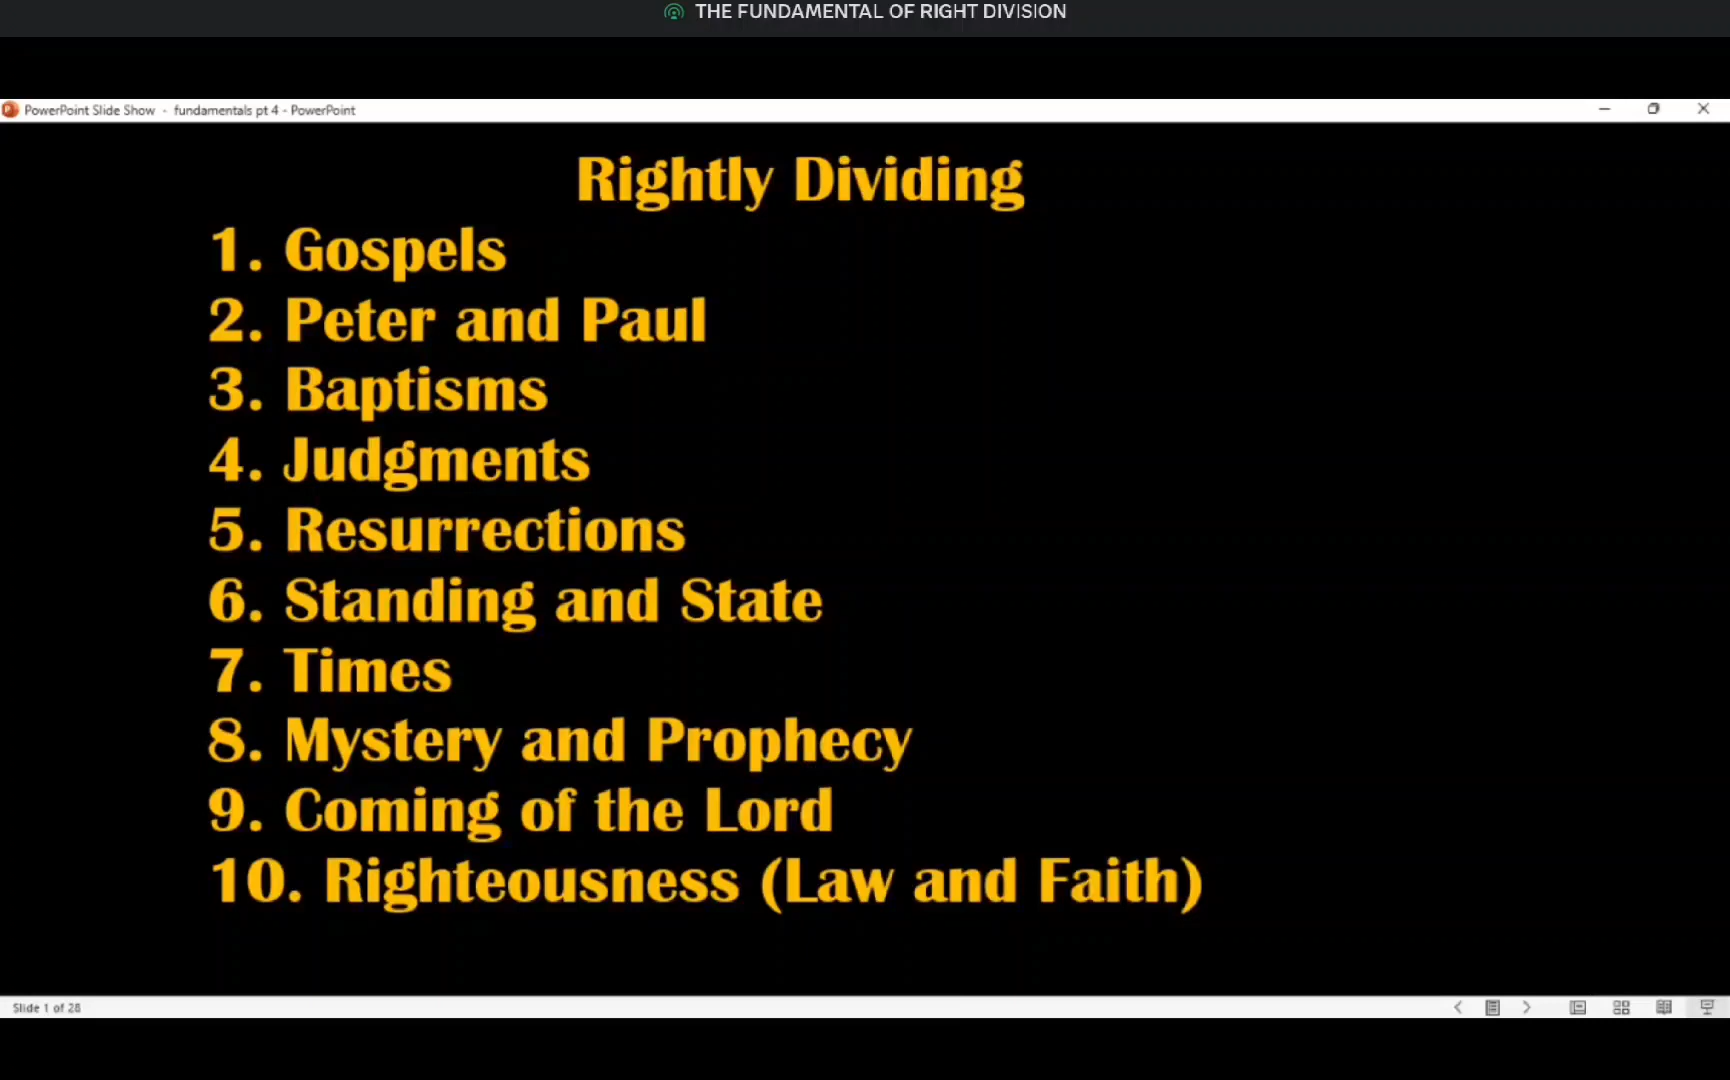 THE FUNDAMENTAL OF RIGHT DIVISION
PowerPoint Slide Show - fundamentals pt 4 - PowerPoint
Rightly Dividing
1. Gospels
2. Peter and Paul
3. Baptisms
4. Judgments
5. Resurrections
6. Standing and State
7. Times
8. Mystery and Prophecy
9. Coming of the Lord
10. Righteousness (Law and Faith)
Slide 1 of 28